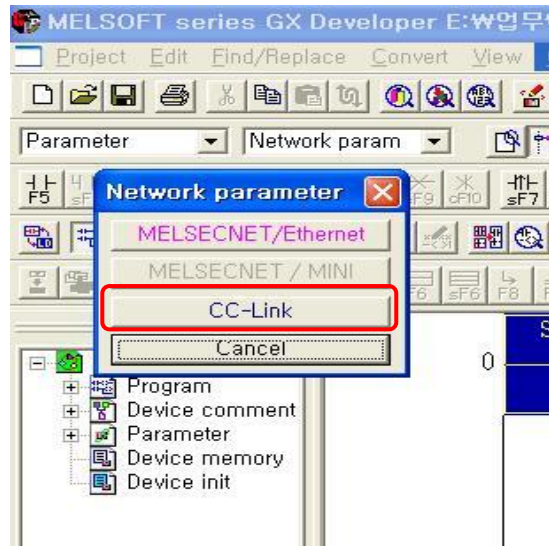 MELSOFT series GX Developer E:₩업무
Project Edit Find/Replace Convert View
Parameter Network param
F5 sF F9 cF10 sF7
Network parameter
MELSECNET/Ethernet
MELSECNET / MINI
F6 sF6 F8
CC-Link
Cancel
S
0
Program
Device comment
Parameter
Device memory
Device init